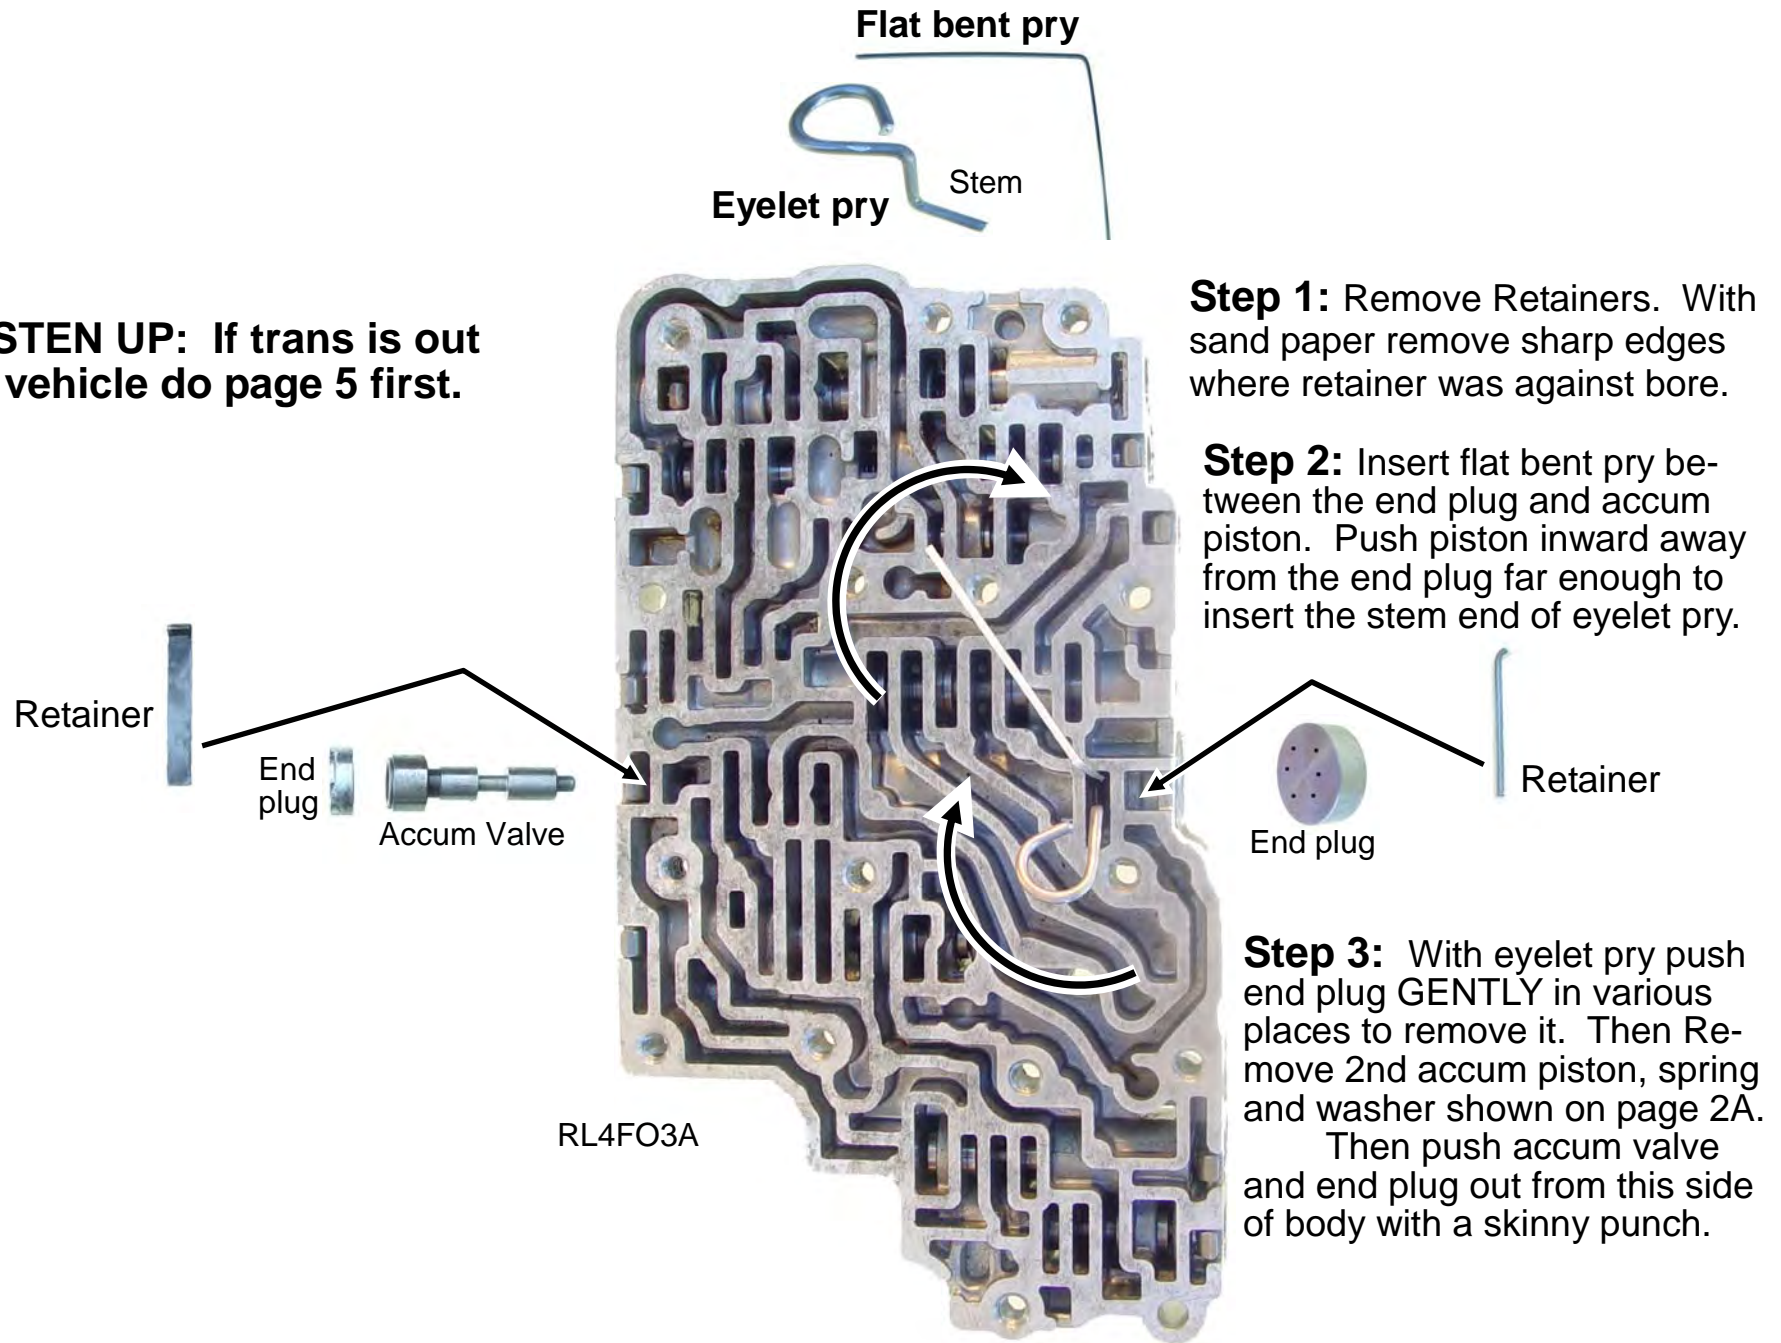 Flat bent pry
Stem
Eyelet pry
STEN UP: If trans is out
vehicle do page 5 first.
Step 1: Remove Retainers. With
sand paper remove sharp edges
where retainer was against bore.
Step 2: Insert flat bent pry be-
tween the end plug and accum
piston. Push piston inward away
from the end plug far enough to
insert the stem end of eyelet pry.
Retainer
End
plug
Accum Valve
Retainer
End plug
Step 3: With eyelet pry push
end plug GENTLY in various
places to remove it. Then Re-
move 2nd accum piston, spring
and washer shown on page 2A.
Then push accum valve
and end plug out from this side
of body with a skinny punch.
RL4FO3A